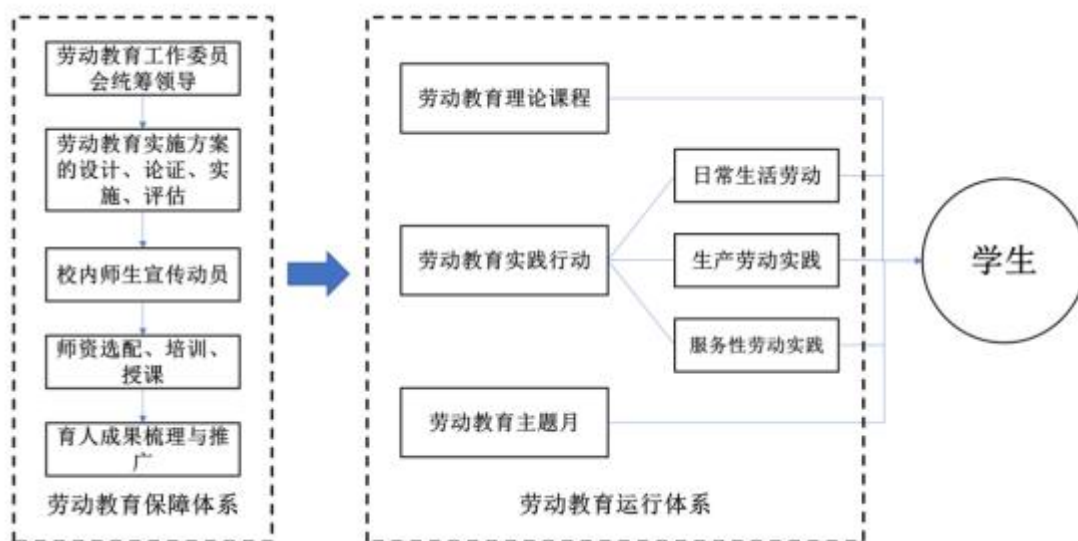 劳动教育工作委员
会统筹领导
劳动教育实施方案
的设计、论证、实
施、评估
校内师生宣传动员
师资选配、培训、
授课
育人成果梳理与推
广
劳动教育保障体系
劳动教育理论课程
劳动教育实践行动
日常生活劳动
生产劳动实践
服务性劳动实践
劳动教育主题月
劳动教育运行体系
学生